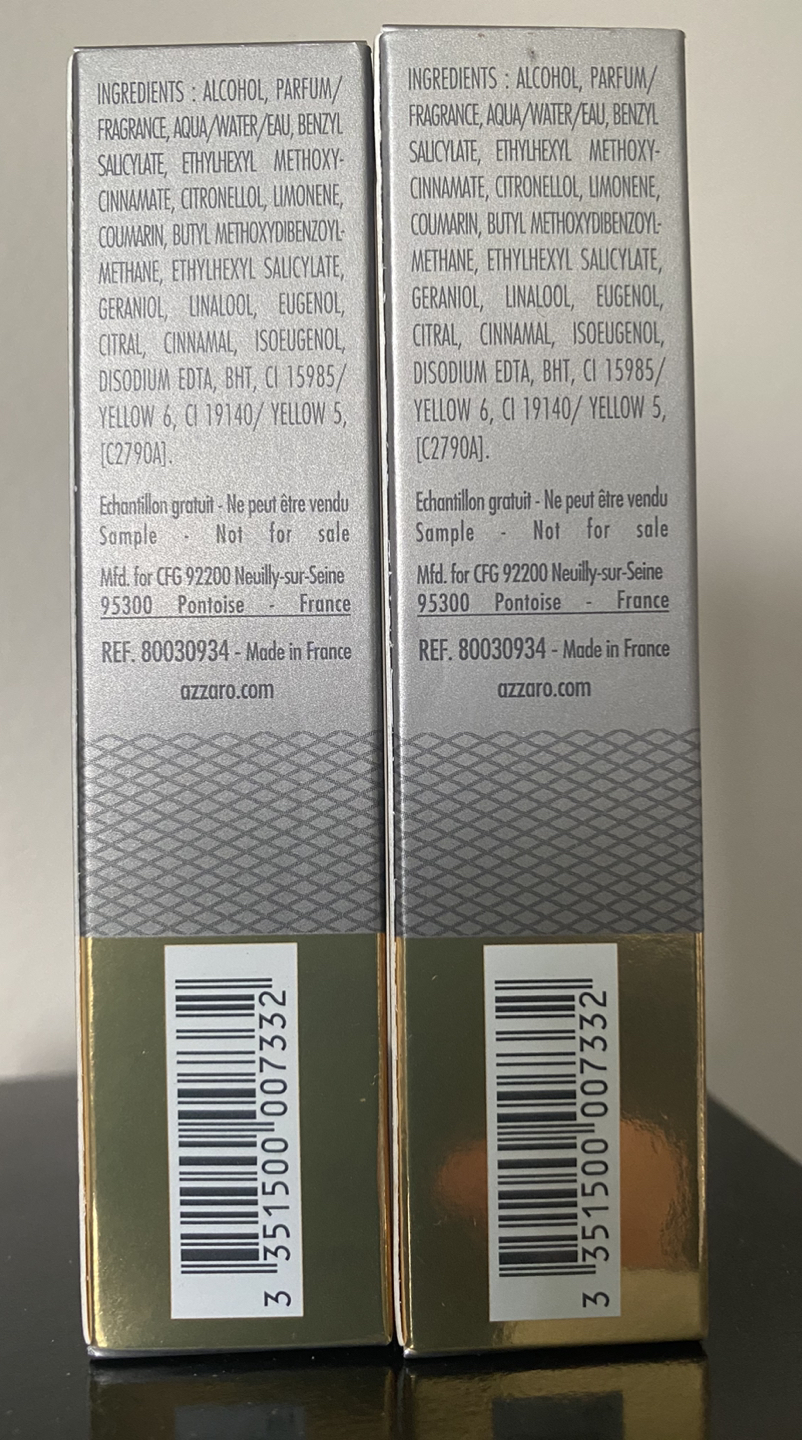 INGREDIENTS : ALCOHOL, PARFUM/
FRAGRANCE, AQUA/WATER/EAU, BENZYL
SALICYLATE, ETHYLHEXYL METHOXY-
CINNAMATE, CITRONELLOL, LIMONENE,
COUMARIN, BUTYL METHOXYDIBENZOYL-
METHANE, ETHYLHEXYL SALICYLATE,
GERANIOL, LINALOOL, EUGENOL,
CITRAL, CINNAMAL, ISOEUGENOL,
DISODIUM EDTA, BHT, CI 15985/
YELLOW 6, CI 19140/ YELLOW 5,
[C2790A].
Echantillon gratuit - Ne peut être vendu
Sample - Not for sale
Mfd. for CFG 92200 Neuilly-sur-Seine
95300 Pontoise - France
REF. 80030934 - Made in France
azzaro.com
3 351500 007332
INGREDIENTS : ALCOHOL, PARFUM/
FRAGRANCE, AQUA/WATER/EAU, BENZYL
SALICYLATE, ETHYLHEXYL METHOXY-
CINNAMATE, CITRONELLOL, LIMONENE,
COUMARIN, BUTYL METHOXYDIBENZOYL-
METHANE, ETHYLHEXYL SALICYLATE,
GERANIOL, LINALOOL, EUGENOL,
CITRAL, CINNAMAL, ISOEUGENOL,
DISODIUM EDTA, BHT, CI 15985/
YELLOW 6, CI 19140/ YELLOW 5,
[C2790A].
Echantillon gratuit - Ne peut être vendu
Sample - Not for sale
Mfd. for CFG 92200 Neuilly-sur-Seine
95300 Pontoise - France
REF. 80030934 - Made in France
azzaro.com
3 351500 007332